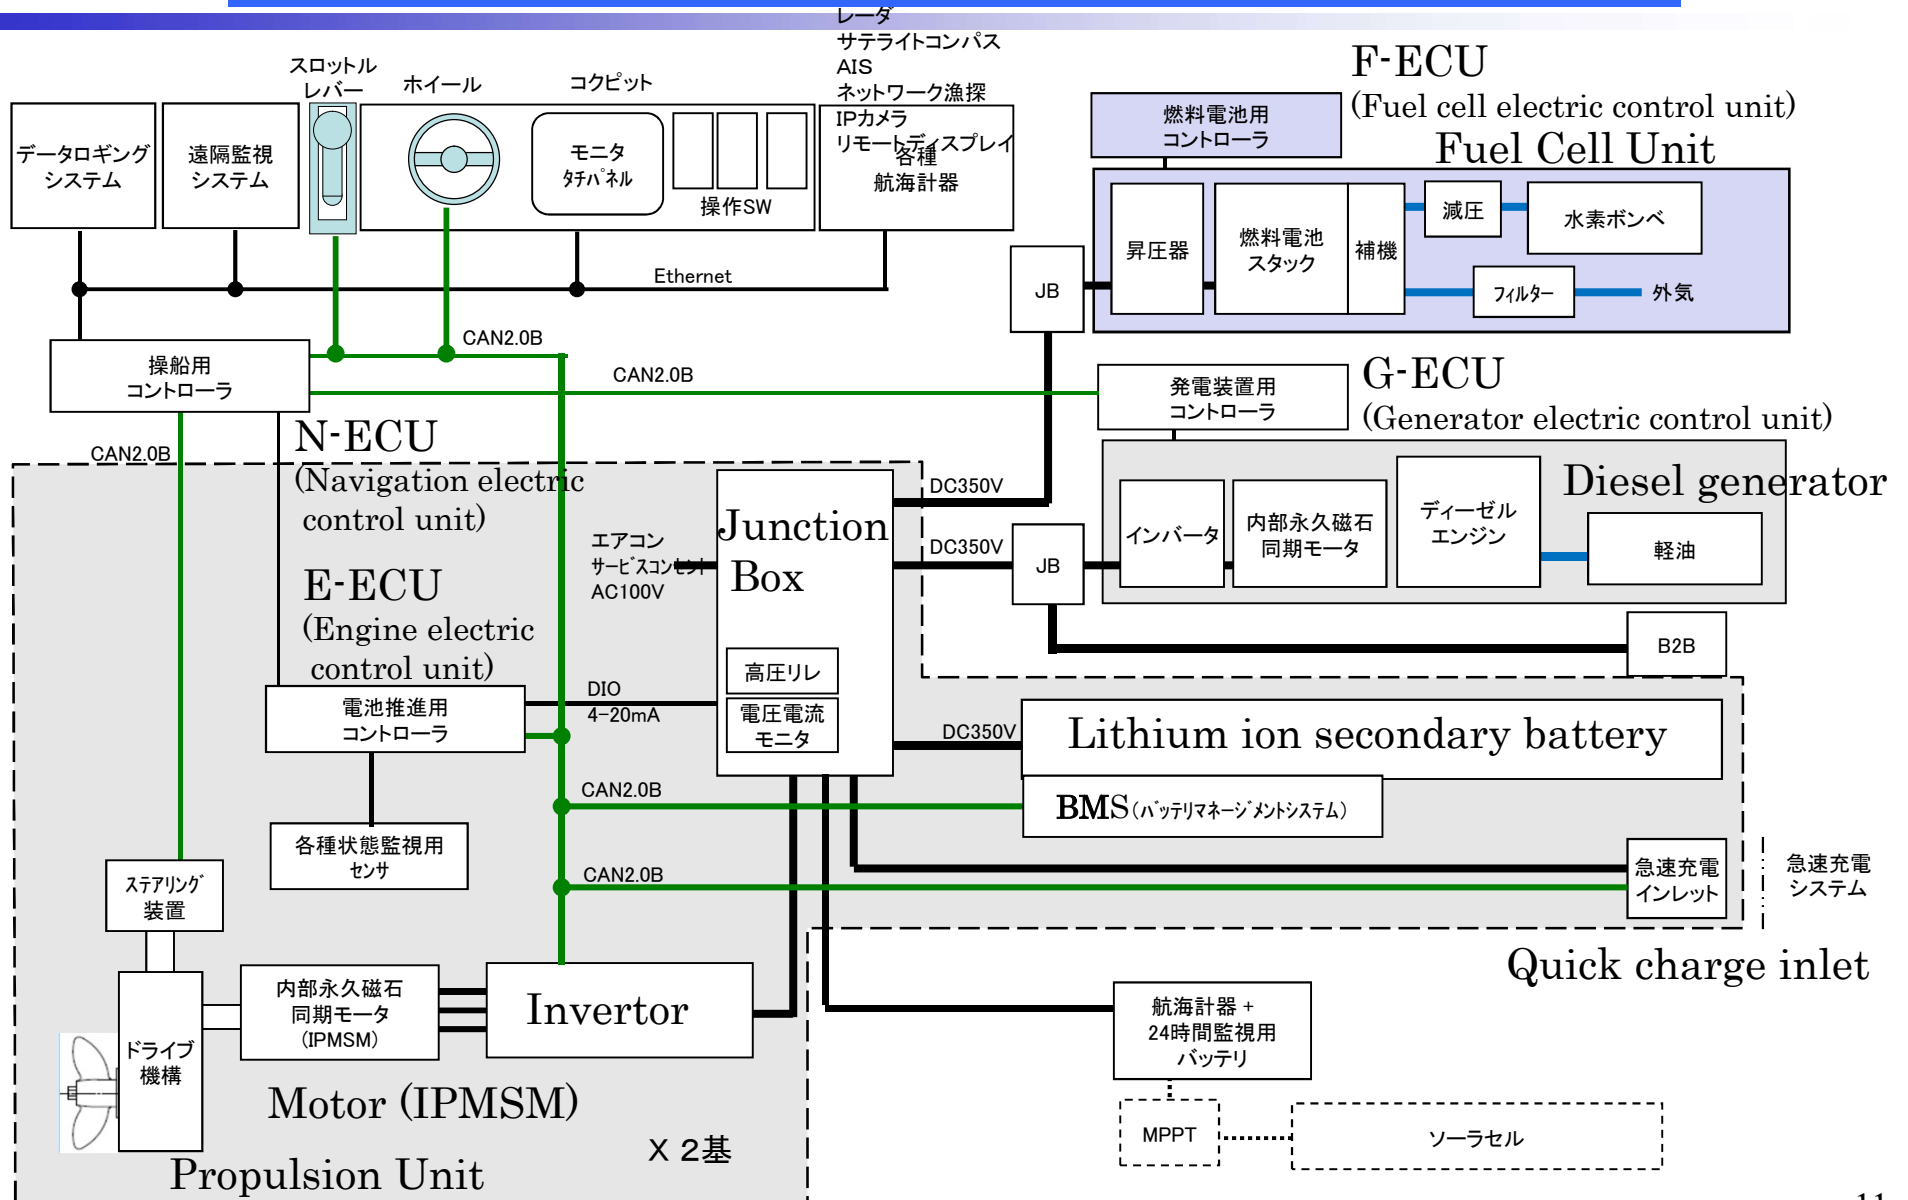 レーダ
サテライトコンパス
AIS
ネットワーク漁探
IPカメラ
リモートディスプレイ
各種
航海計器
スロットル
レバー
ホイール
コクピット
データロギング
システム
遠隔監視
システム
モニタ
ﾀﾁﾊﾟﾈﾙ
操作SW
Ethernet
F-ECU
(Fuel cell electric control unit)
燃料電池用
コントローラ
Fuel Cell Unit
昇圧器
燃料電池
スタック
補機
減圧
水素ボンベ
ﾌｨﾙﾀｰ
外気
JB
CAN2.0B
操船用
コントローラ
CAN2.0B
発電装置用
コントローラ
G-ECU
(Generator electric control unit)
CAN2.0B
N-ECU
(Navigation electric
control unit)
Diesel generator
インバータ
内部永久磁石
同期モータ
ディーゼル
エンジン
軽油
DC350V
DC350V
JB
B2B
Junction
Box
エアコン
ｻｰﾋﾞｽｺﾝｾﾝﾄ
AC100V
E-ECU
(Engine electric
control unit)
高圧リレ
電圧電流
モニタ
DIO
4-20mA
電池推進用
コントローラ
DC350V
Lithium ion secondary battery
CAN2.0B
BMS(ﾊﾞｯﾃﾘﾏﾈｰｼﾞﾒﾝﾄｼｽﾃﾑ)
各種状態監視用
ｾﾝｻ
CAN2.0B
急速充電
インレット
急速充電
システム
Quick charge inlet
ｽﾃｱﾘﾝｸﾞ
装置
内部永久磁石
同期モータ
(IPMSM)
Invertor
ドライブ
機構
Motor (IPMSM)
X 2基
Propulsion Unit
航海計器 +
24時間監視用
バッテリ
MPPT
ソーラセル
11